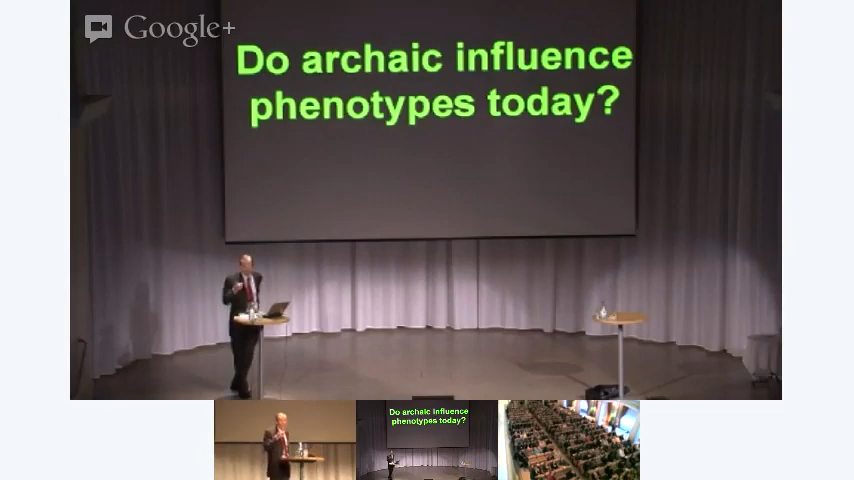 Google+
Do archaic influence
phenotypes today?
Do archaic influence
phenotypes today?